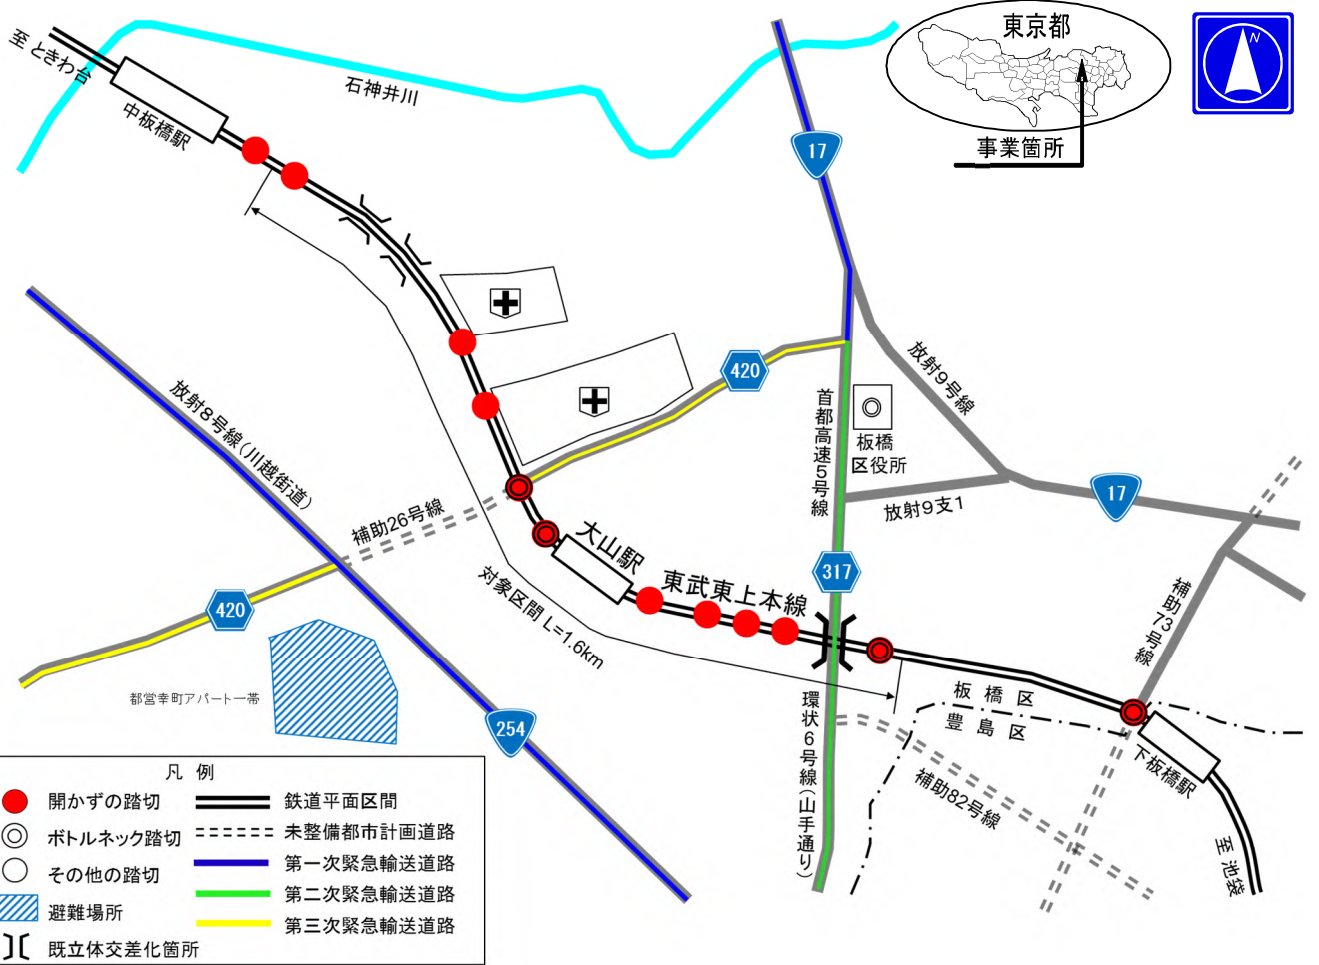 至 ときわ台
中板橋駅
石神井川
17
東京都
事業箇所
N
放射8号線（川越街道）
補助26号線
420
420
首都高速5号線
板橋
区役所
放射9号線
放射9支1
17
317
大山駅
東武東上本線
対象区間 L=1.6km
補助73号線
都営幸町アパート一帯
254
環状6号線（山手通り）
板橋区
豊島区
補助82号線
下板橋駅
至 池袋
凡 例
開かずの踏切
ボトルネック踏切
その他の踏切
避難場所
既立体交差化箇所
鉄道平面区間
未整備都市計画道路
第一次緊急輸送道路
第二次緊急輸送道路
第三次緊急輸送道路